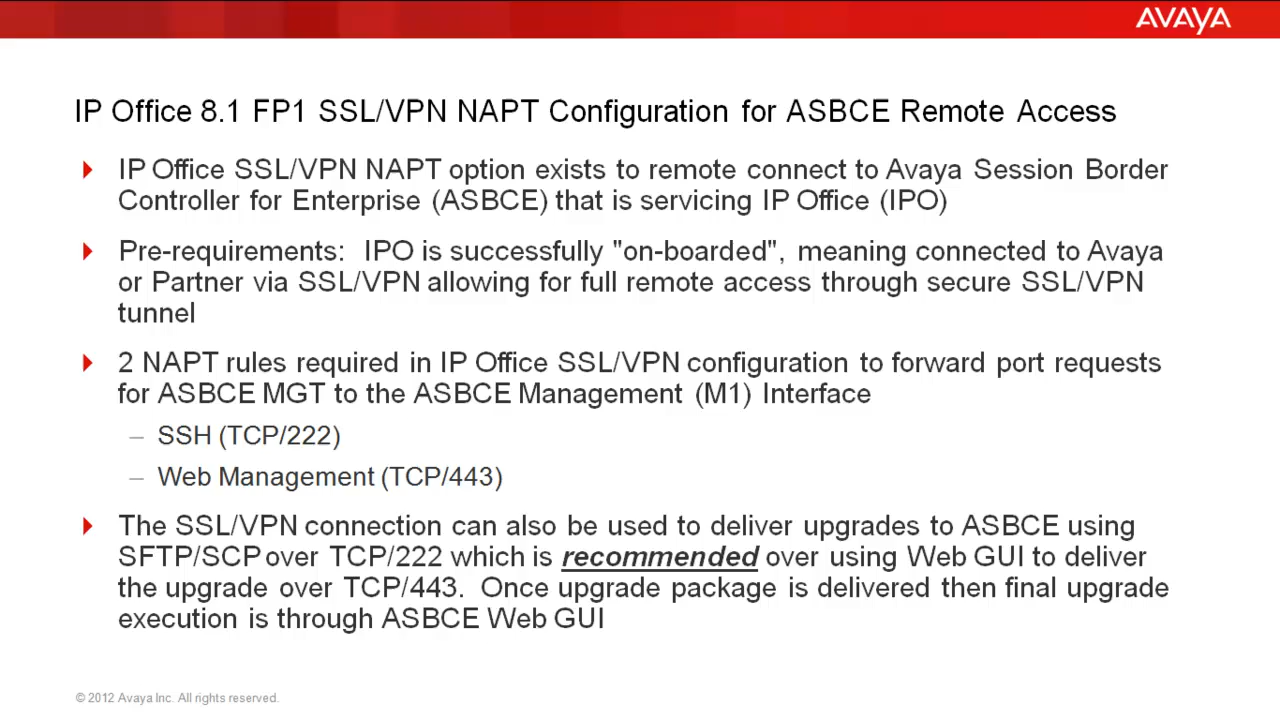 AVAYA
IP Office 8.1 FP1 SSL/VPN NAPT Configuration for ASBCE Remote Access
IP Office SSL/VPN NAPT option exists to remote connect to Avaya Session Border
Controller for Enterprise (ASBCE) that is servicing IP Office (IPO)
Pre-requirements: IPO is successfully "on-boarded", meaning connected to Avaya
or Partner via SSL/VPN allowing for full remote access through secure SSL/VPN
tunnel
2 NAPT rules required in IP Office SSL/VPN configuration to forward port requests
for ASBCE MGT to the ASBCE Management (M1) Interface
– SSH (TCP/222)
– Web Management (TCP/443)
The SSL/VPN connection can also be used to deliver upgrades to ASBCE using
SFTP/SCP over TCP/222 which is recommended over using Web GUI to deliver
the upgrade over TCP/443. Once upgrade package is delivered then final upgrade
execution is through ASBCE Web GUI
© 2012 Avaya Inc. All rights reserved.